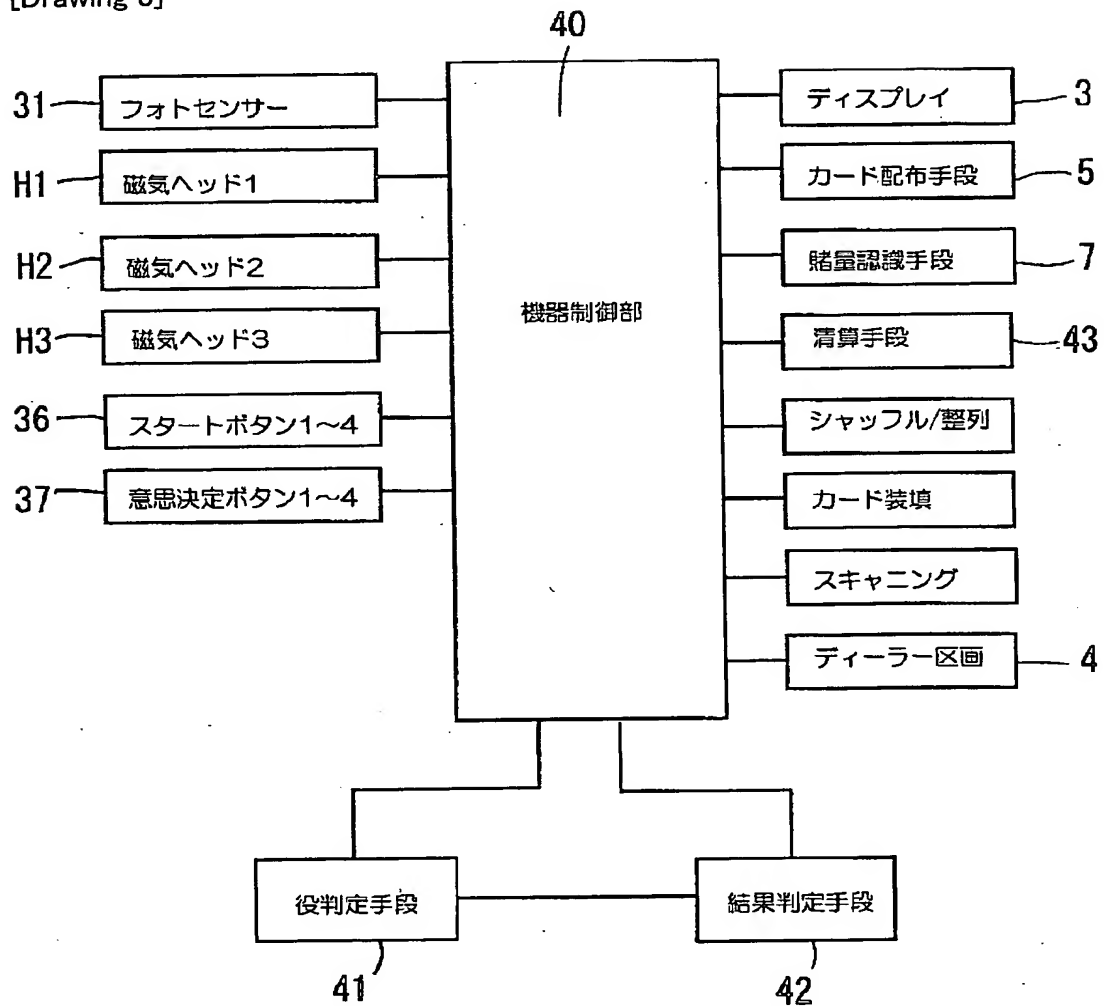 40
31 フォトセンサー
H1 磁気ヘッド1
H2 磁気ヘッド2
H3 磁気ヘッド3
36 スタートボタン1～4
37 意思決定ボタン1～4
機器制御部
ディスプレイ 3
カード配布手段 5
賭量認識手段 7
清算手段 43
シャッフル/整列
カード装填
スキャニング
ディーラー区画 4
役判定手段
結果判定手段
41
42